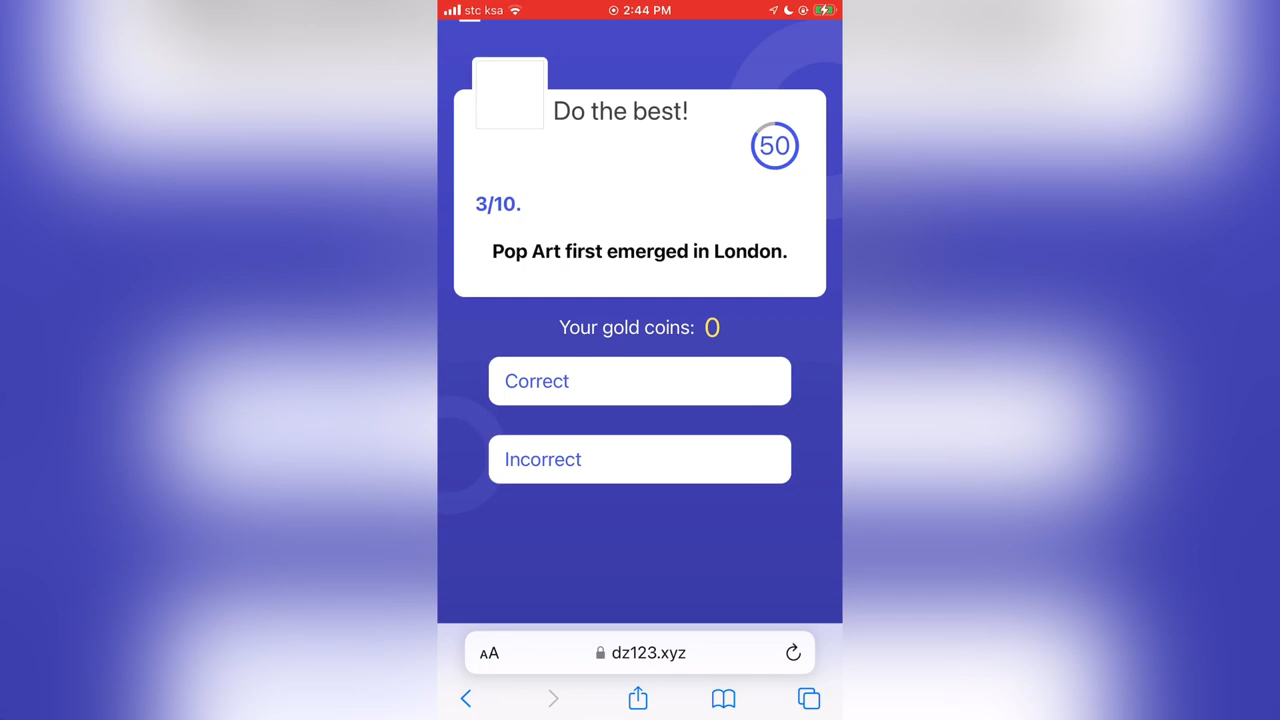 stc ksa 2:44 PM
Do the best!
50
3/10.
Pop Art first emerged in London.
Your gold coins: 0
Correct
Incorrect
AA dz123.xyz